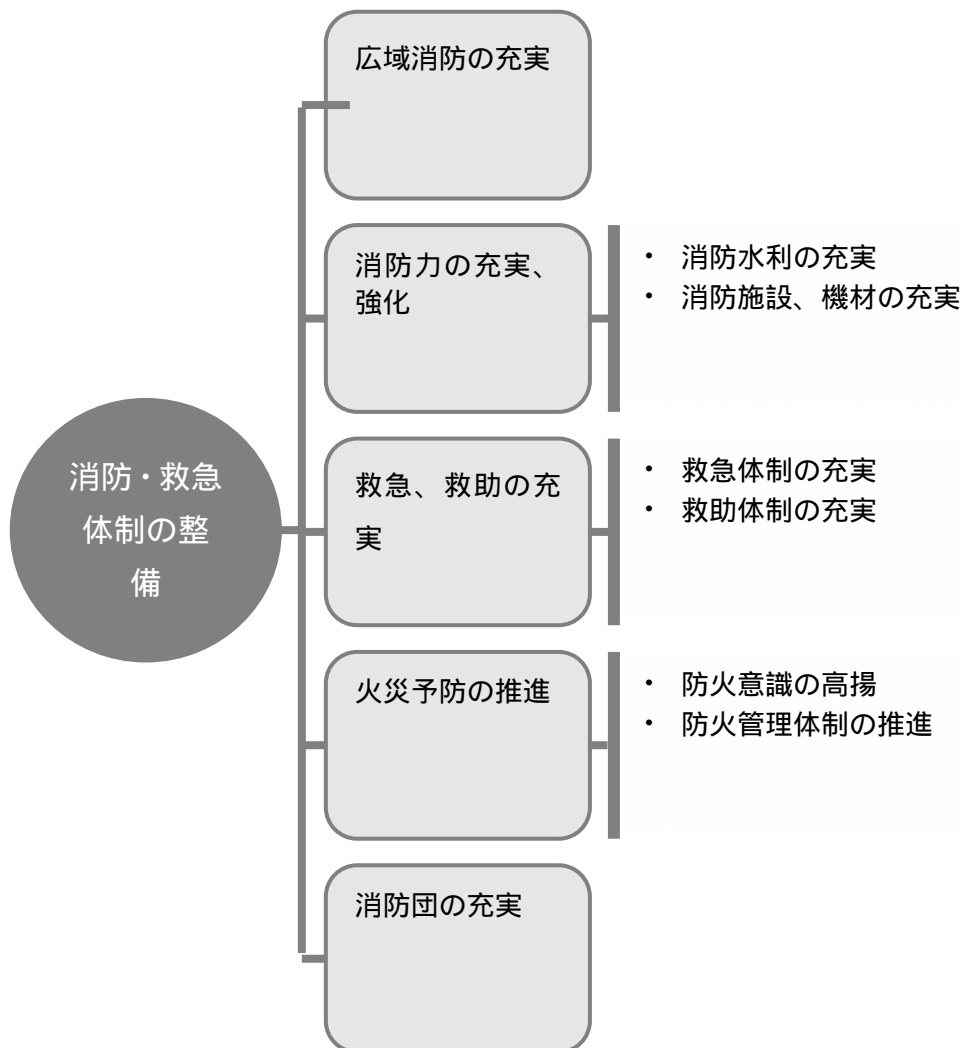 広域消防の充実
消防力の充実、
強化
・ 消防水利の充実
・ 消防施設、機材の充実
消防・救急
体制の整
備
救急、救助の充
実
・ 救急体制の充実
・ 救助体制の充実
火災予防の推進
・ 防火意識の高揚
・ 防火管理体制の推進
消防団の充実